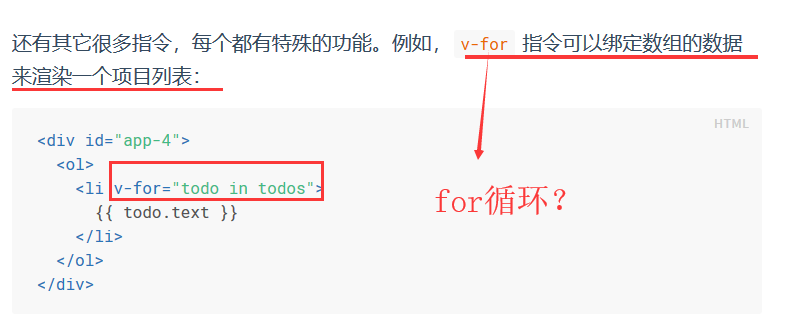 还有其它很多指令，每个都有特殊的功能。例如，v-for 指令可以绑定数组的数据
来渲染一个项目列表：
HTML
<div id="app-4">
  <ol>
    <li v-for="todo in todos">
      {{ todo.text }}
    </li>
  </ol>
</div>
for循环？